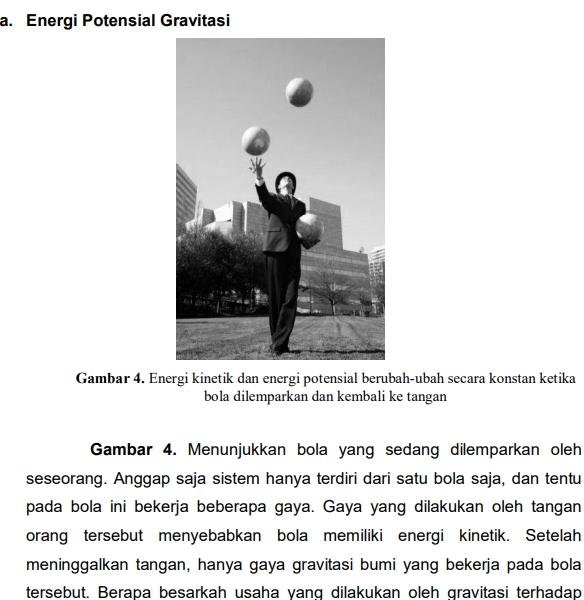 a. Energi Potensial Gravitasi
Gambar 4. Energi kinetik dan energi potensial berubah-ubah secara konstan ketika
bola dilemparkan dan kembali ke tangan
Gambar 4. Menunjukkan bola yang sedang dilemparkan oleh
seseorang. Anggap saja sistem hanya terdiri dari satu bola saja, dan tentu
pada bola ini bekerja beberapa gaya. Gaya yang dilakukan oleh tangan
orang tersebut menyebabkan bola memiliki energi kinetik. Setelah
meninggalkan tangan, hanya gaya gravitasi bumi yang bekerja pada bola
tersebut. Berapa besarkah usaha yang dilakukan oleh gravitasi terhadap